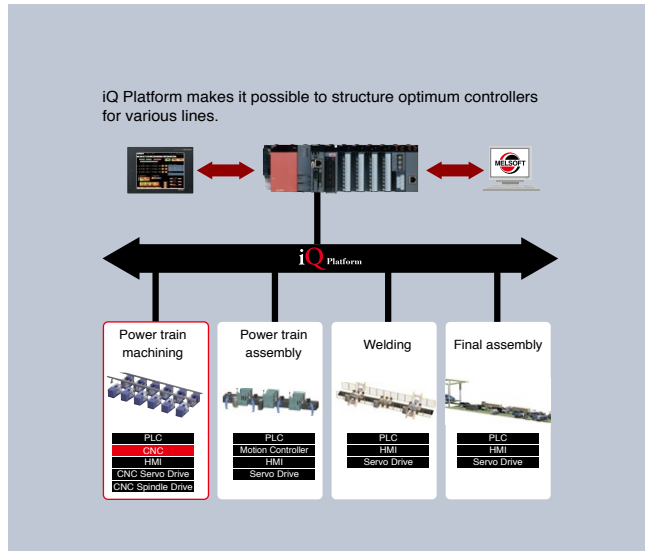 iQ Platform makes it possible to structure optimum controllers
for various lines.
MELSOFT
iQ Platform
Power train
machining
PLC
CNC
HMI
CNC Servo Drive
CNC Spindle Drive
Power train
assembly
PLC
Motion Controller
HMI
Servo Drive
Welding
PLC
HMI
Servo Drive
Final assembly
PLC
HMI
Servo Drive